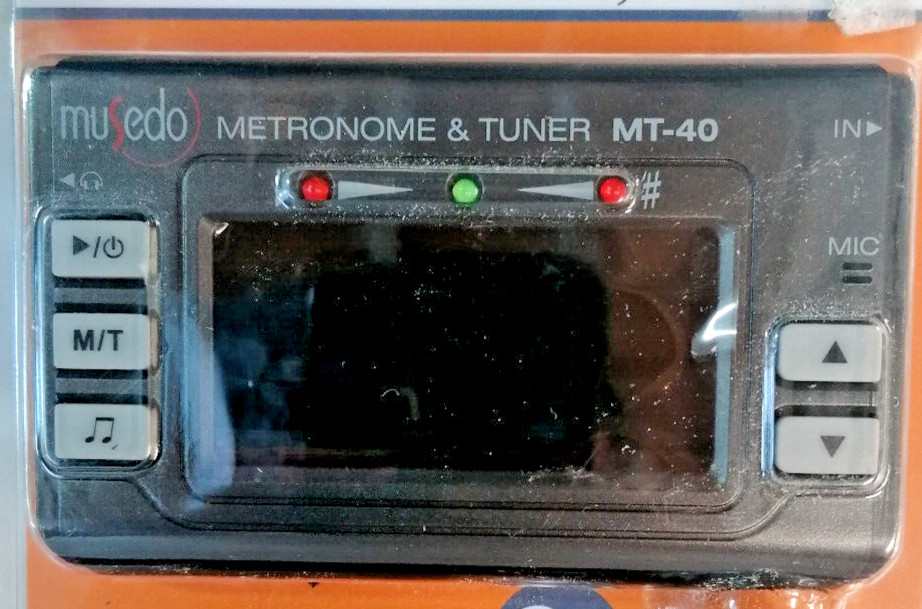 musedo METRONOME & TUNER MT-40 IN▶
◀🎧
#
▶/⏻
MIC
M/T
▲
♫
▼